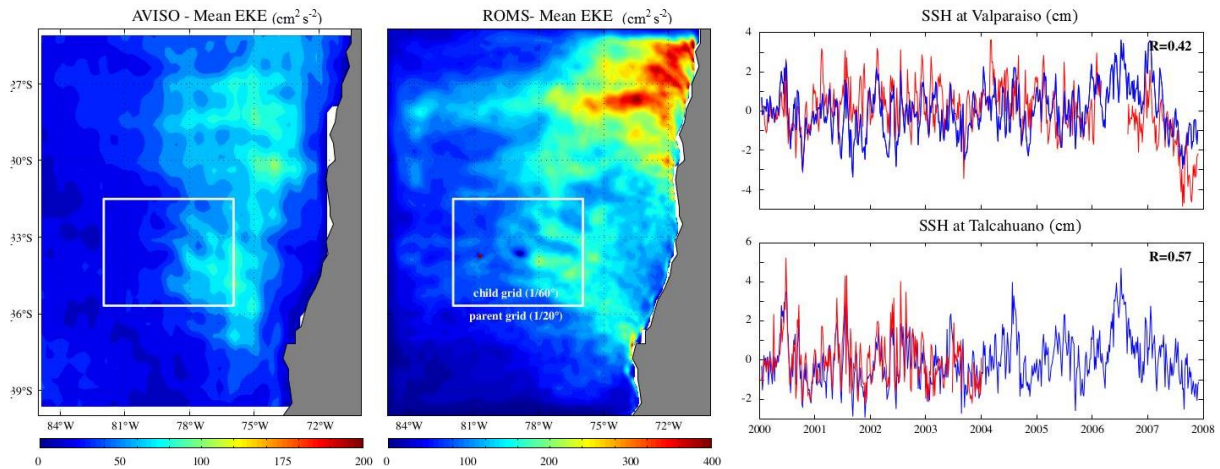 AVISO - Mean EKE (cm² s⁻²)
27°S
30°S
33°S
36°S
39°S
84°W 81°W 78°W 75°W 72°W
0 50 100 175 200
ROMS- Mean EKE (cm² s⁻²)
child grid (1/60°)
parent grid (1/20°)
84°W 81°W 78°W 75°W 72°W
0 100 200 300 400
SSH at Valparaiso (cm)
R=0.42
4
2
0
-2
-4
SSH at Talcahuano (cm)
R=0.57
6
4
2
0
-2
2000 2001 2002 2003 2004 2005 2006 2007 2008